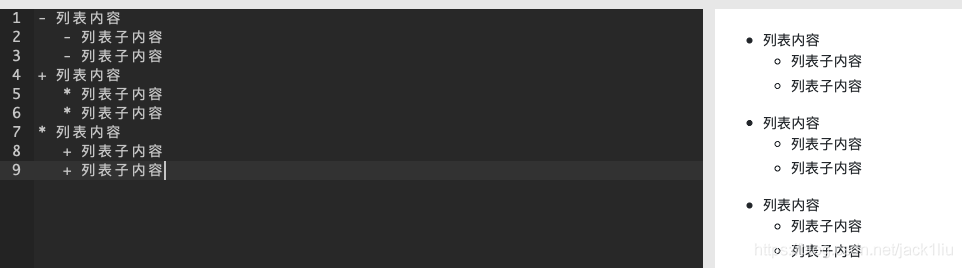 1 - 列表内容
2 - 列表子内容
3 - 列表子内容
4 + 列表内容
5 * 列表子内容
6 * 列表子内容
7 * 列表内容
8 + 列表子内容
9 + 列表子内容
• 列表内容
◦ 列表子内容
◦ 列表子内容
• 列表内容
◦ 列表子内容
◦ 列表子内容
• 列表内容
◦ 列表子内容
◦ 列表子内容
net/jack1liu